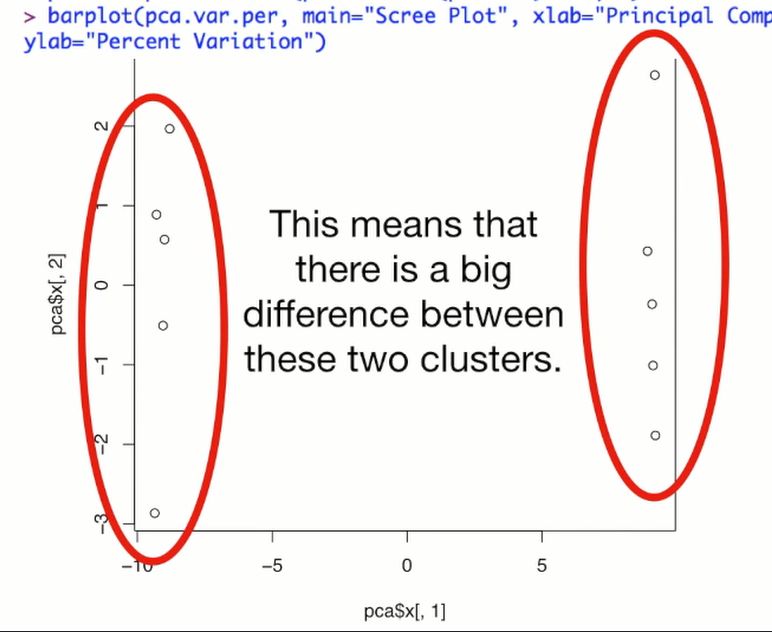 > barplot(pca.var.per, main="Scree Plot", xlab="Principal Comp
ylab="Percent Variation")
2
1
0
−1
−2
−3
pca$x[, 2]
This means that
there is a big
difference between
these two clusters.
−10
−5
0
5
pca$x[, 1]